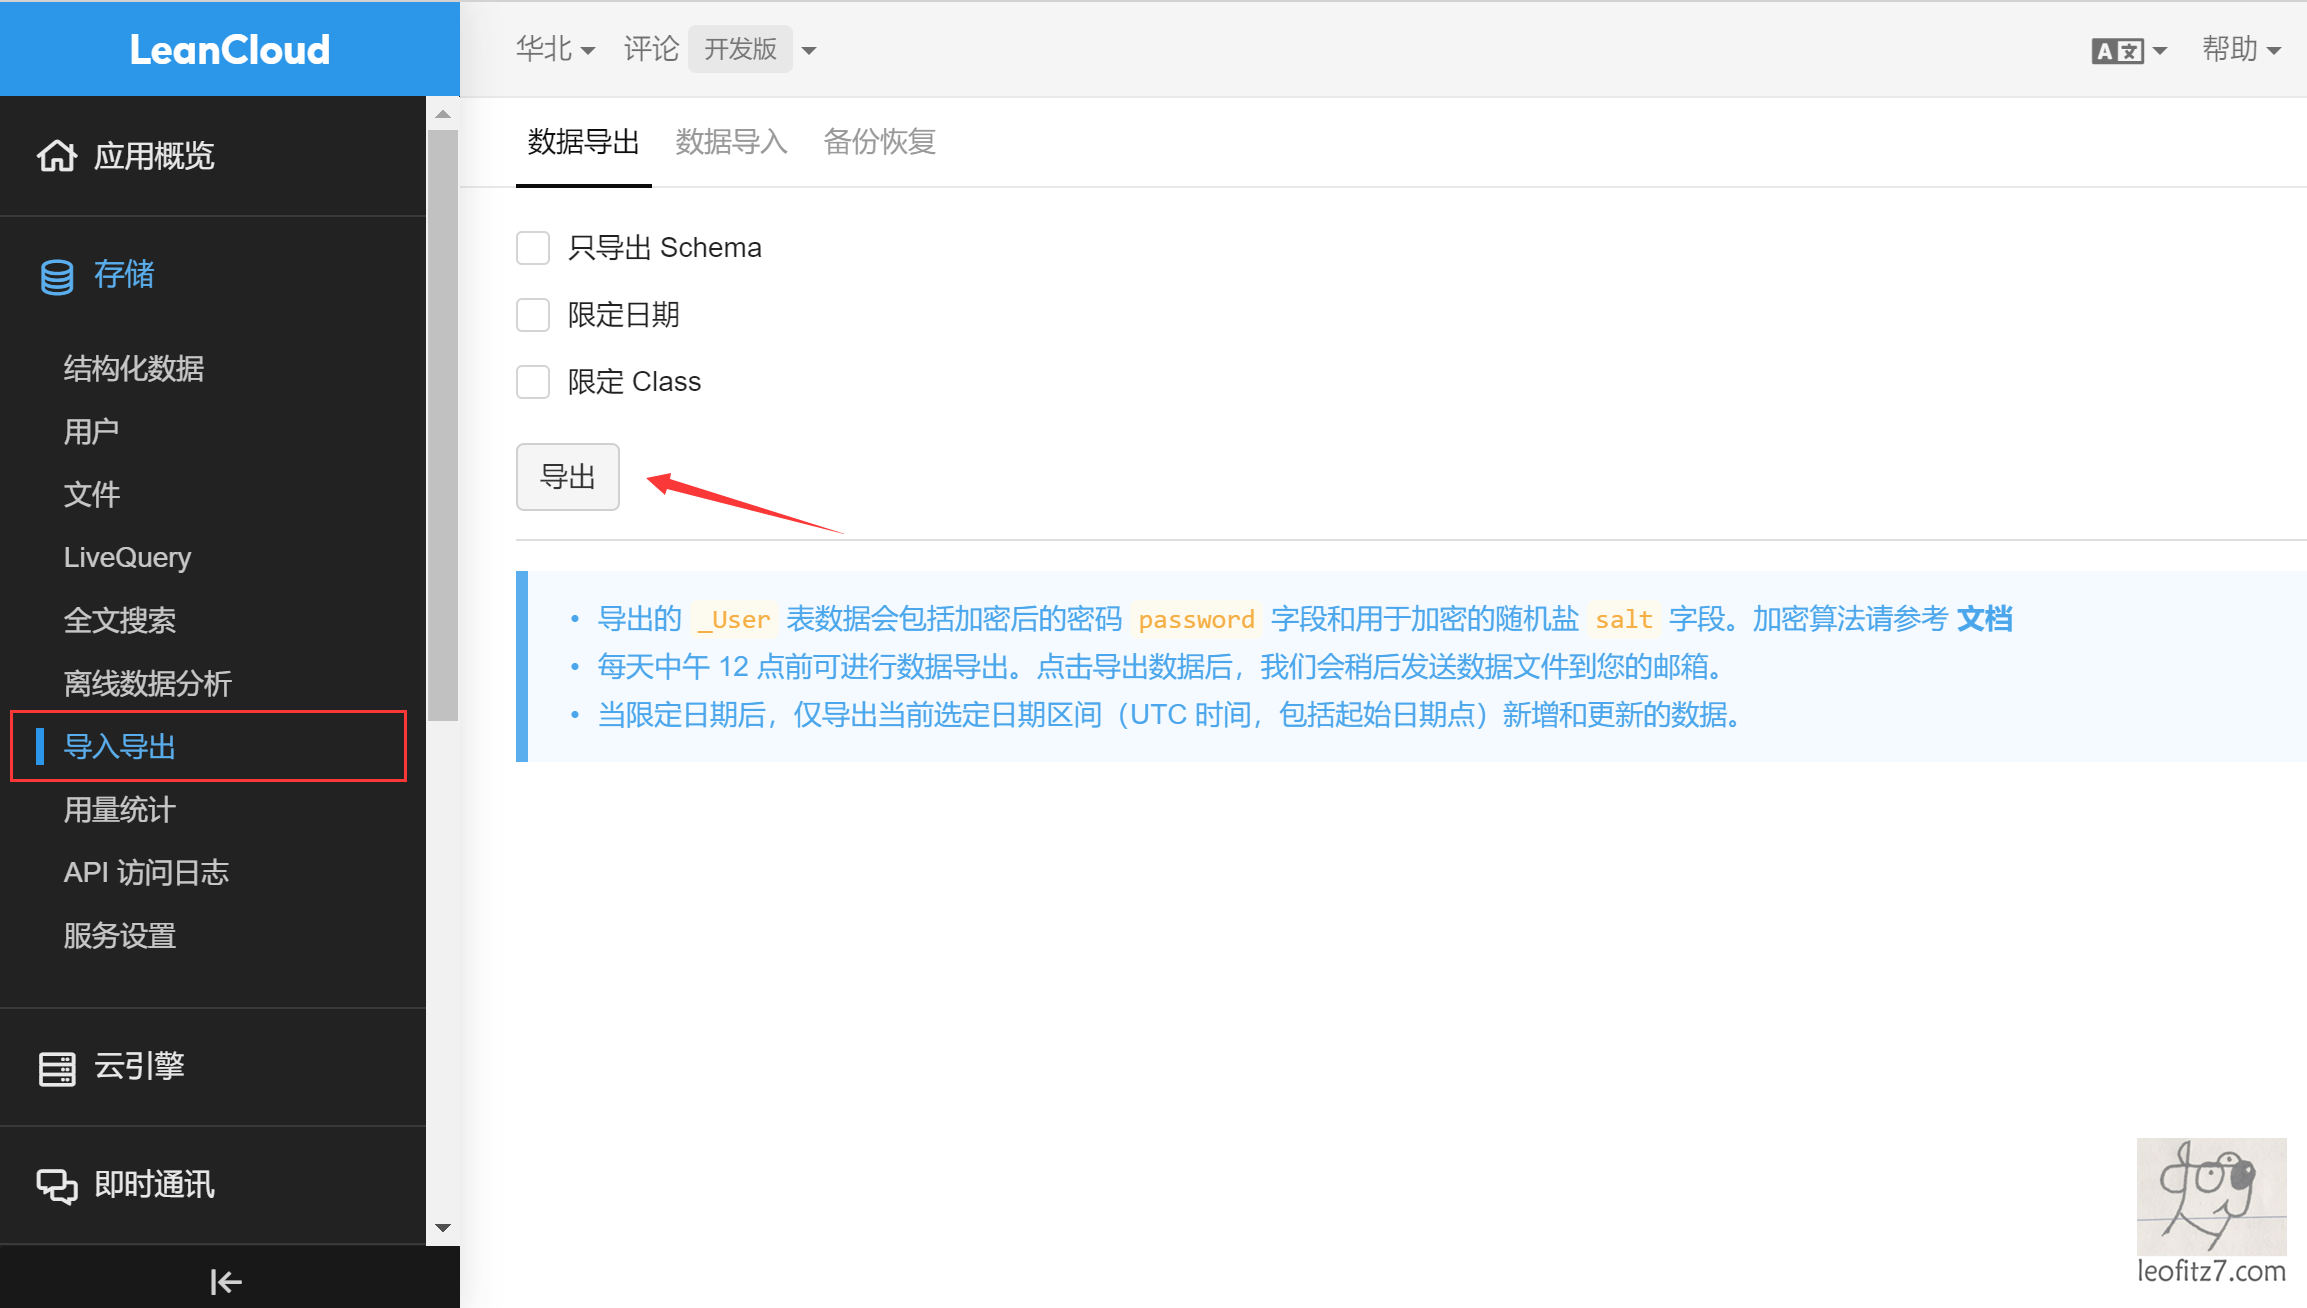 LeanCloud
华北
评论
开发版
帮助
应用概览
存储
结构化数据
用户
文件
LiveQuery
全文搜索
离线数据分析
导入导出
用量统计
API 访问日志
服务设置
云引擎
即时通讯
数据导出 数据导入 备份恢复
只导出 Schema
限定日期
限定 Class
导出
• 导出的 _User 表数据会包括加密后的密码 password 字段和用于加密的随机盐 salt 字段。加密算法请参考 文档
• 每天中午 12 点前可进行数据导出。点击导出数据后，我们会稍后发送数据文件到您的邮箱。
• 当限定日期后，仅导出当前选定日期区间（UTC 时间，包括起始日期点）新增和更新的数据。
A 文
dog
leofitz7.com